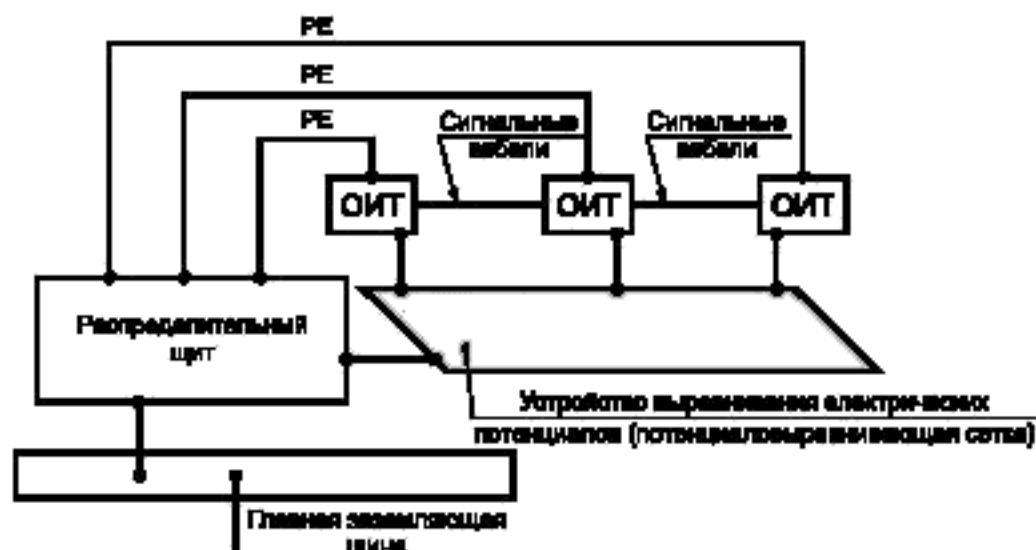 PE
PE
PE
Сигнальные
кабели
Сигнальные
кабели
ОИТ
ОИТ
ОИТ
Распределительный
щит
Устройство выравнивания электрических
потенциалов (потенциаловыравнивающая сетка)
Главная заземляющая
шина